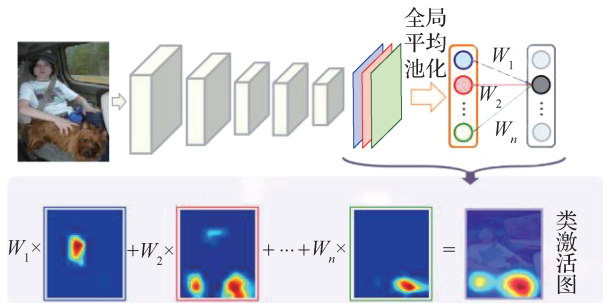 全局
平均
池化
W1
W2
Wn
W1× +W2× + ··· +Wn× =
类激活图